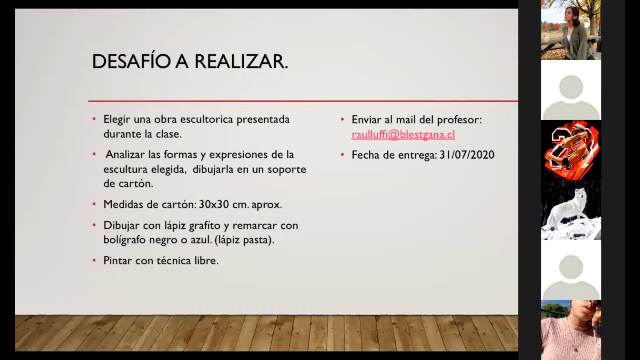 DESAFÍO A REALIZAR.
Elegir una obra escultorica presentada
durante la clase.
Analizar las formas y expresiones de la
escultura elegida, dibujarla en un soporte
de cartón.
Medidas de cartón: 30x30 cm. aprox.
Dibujar con lápiz grafíto y remarcar con
bolígrafo negro o azul. (lápiz pasta).
Pintar con técnica libre.
Enviar al mail del profesor:
raulluffi@blestgana.cl
Fecha de entrega: 31/07/2020